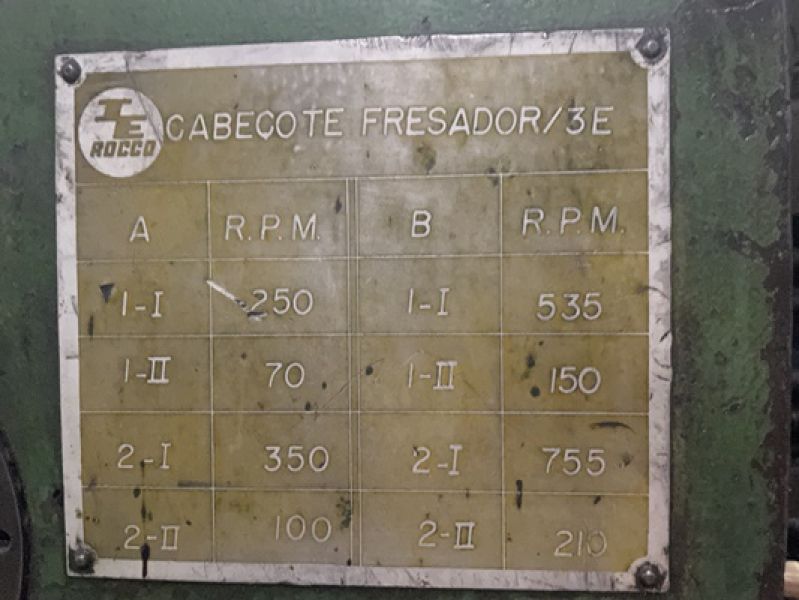 IE
ROCCO
CABEÇOTE FRESADOR/3E
A R.P.M. B R.P.M.
1-I 250 1-I 535
1-II 70 1-II 150
2-I 350 2-I 755
2-II 100 2-II 210